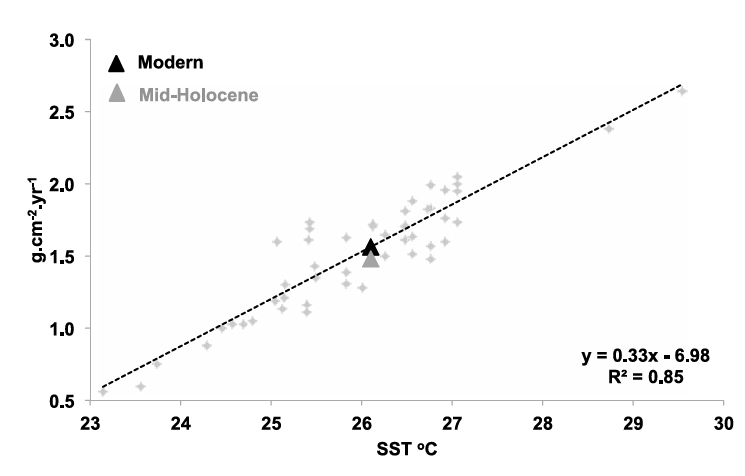 3.0
Modern
Mid-Holocene
2.5
2.0
g.cm⁻².yr⁻¹
1.5
1.0
y = 0.33x - 6.98
R² = 0.85
0.5
23 24 25 26 27 28 29 30
SST ºC